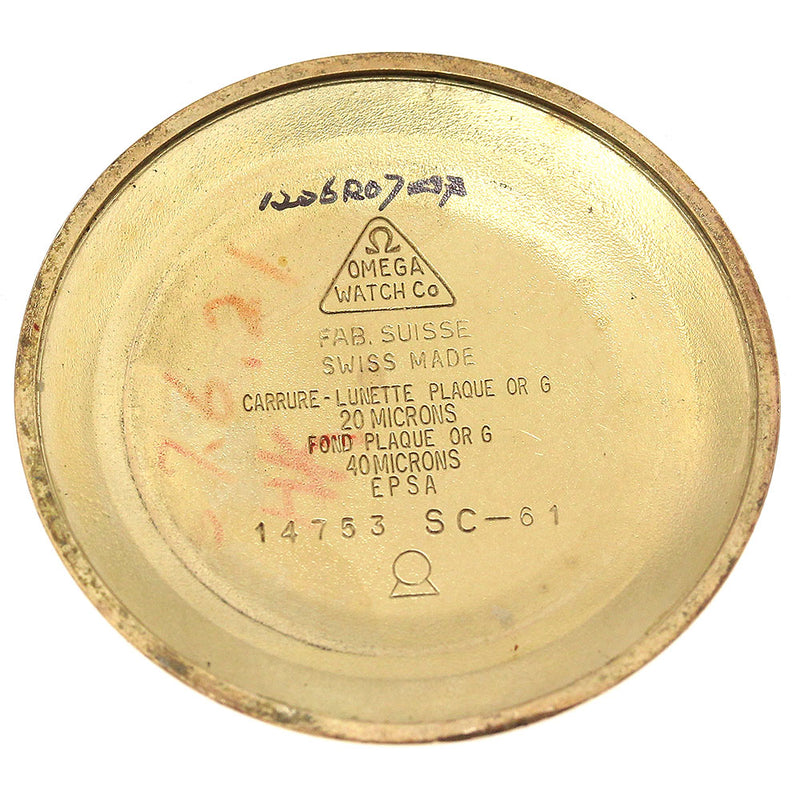 Ω
OMEGA
WATCH Co
FAB. SUISSE
SWISS MADE
CARRURE-LUNETTE PLAQUE OR G
20 MICRONS
FOND PLAQUE OR G
40 MICRONS
EPSA
14753 SC-61